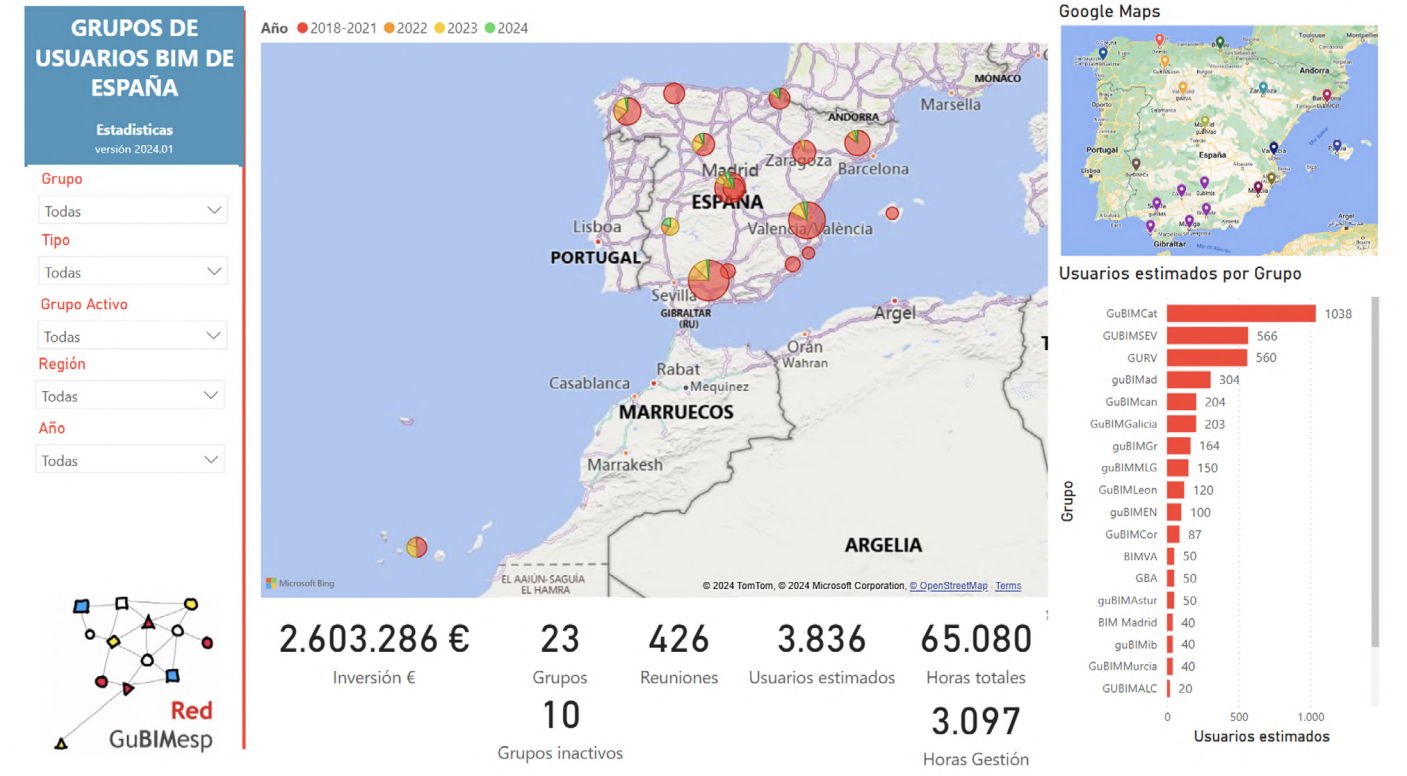 GRUPOS DE
USUARIOS BIM DE
ESPAÑA
Estadisticas
versión 2024.01
Grupo
Todas
Tipo
Todas
Grupo Activo
Todas
Región
Todas
Año
Todas
Red
GuBIMesp
Año 2018-2021 2022 2023 2024
MÓNACO
Marsella
ANDORRA
Zaragoza
Barcelona
Madrid
ESPAÑA
Lisboa
Valencia/València
PORTUGAL
Sevilla
GIBRALTAR
(RU)
Argel
Orán
Wahran
Rabat
Casablanca
Mequinez
MARRUECOS
Marrakesh
ARGELIA
EL AAIÚN-SAGUÍA
EL HAMRA
Microsoft Bing
© 2024 TomTom, © 2024 Microsoft Corporation, © OpenStreetMap Terms
2.603.286 €
Inversión €
23
Grupos
426
Reuniones
3.836
Usuarios estimados
65.080
Horas totales
10
Grupos inactivos
3.097
Horas Gestión
Google Maps
Toulouse
Montpellier
Andorra
Oporto
Portugal
España
Lisboa
Gibraltar
Argel
Usuarios estimados por Grupo
Grupo
GuBIMCat 1038
GUBIMSEV 566
GURV 560
guBIMad 304
GuBIMcan 204
GuBIMGalicia 203
guBIMGr 164
guBIMMLG 150
GuBIMLeon 120
guBIMEN 100
GuBIMCor 87
BIMVA 50
GBA 50
guBIMAstur 50
BIM Madrid 40
guBIMib 40
GuBIMMurcia 40
GUBIMALC 20
0 500 1.000
Usuarios estimados